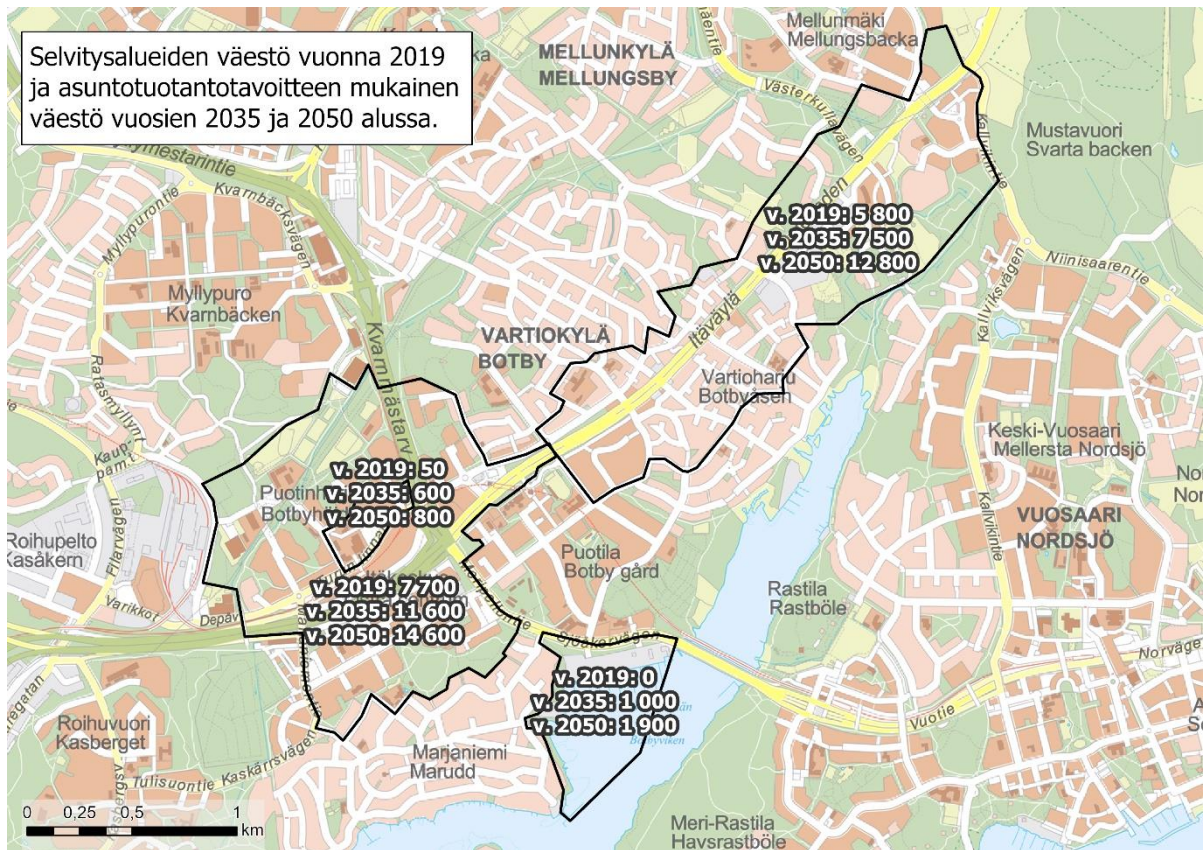 Selvitysalueiden väestö vuonna 2019
ja asuntotuotantotavoitteen mukainen
väestö vuosien 2035 ja 2050 alussa.
Mellunmäki
Mellungsbacka
MELLUNKYLÄ
MELLUNGSBY
Västerkullavägen
Mustavuori
Svarta backen
Kvarnbäcksvägen
Myllypurontie
v. 2019: 5 800
v. 2035: 7 500
v. 2050: 12 800
Niinisaarentie
Kallviksvägen
Myllypuro
Kvarnbäcken
VARTIOKYLÄ
BOTBY
Itäväylä
Vartioharju
Botbyåsen
Keski-Vuosaari
Mellersta Nordsjö
Kallvikintie
v. 2019: 50
v. 2035: 600
v. 2050: 800
Roihupelto
Kasåkern
Varikkot
VUOSAARI
NORDSJÖ
Puotila
Botby gård
Rastila
Rastböle
v. 2019: 7 700
v. 2035: 11 600
v. 2050: 14 600
Sjöåkervägen
v. 2019: 0
v. 2035: 1 000
v. 2050: 1 900
Vuotie
Roihuvuori
Kasberget
Tulisuontie
Kaskärrsvägen
Marjaniemi
Marudd
0 0,25 0,5 1
km
Meri-Rastila
Havsrastböle